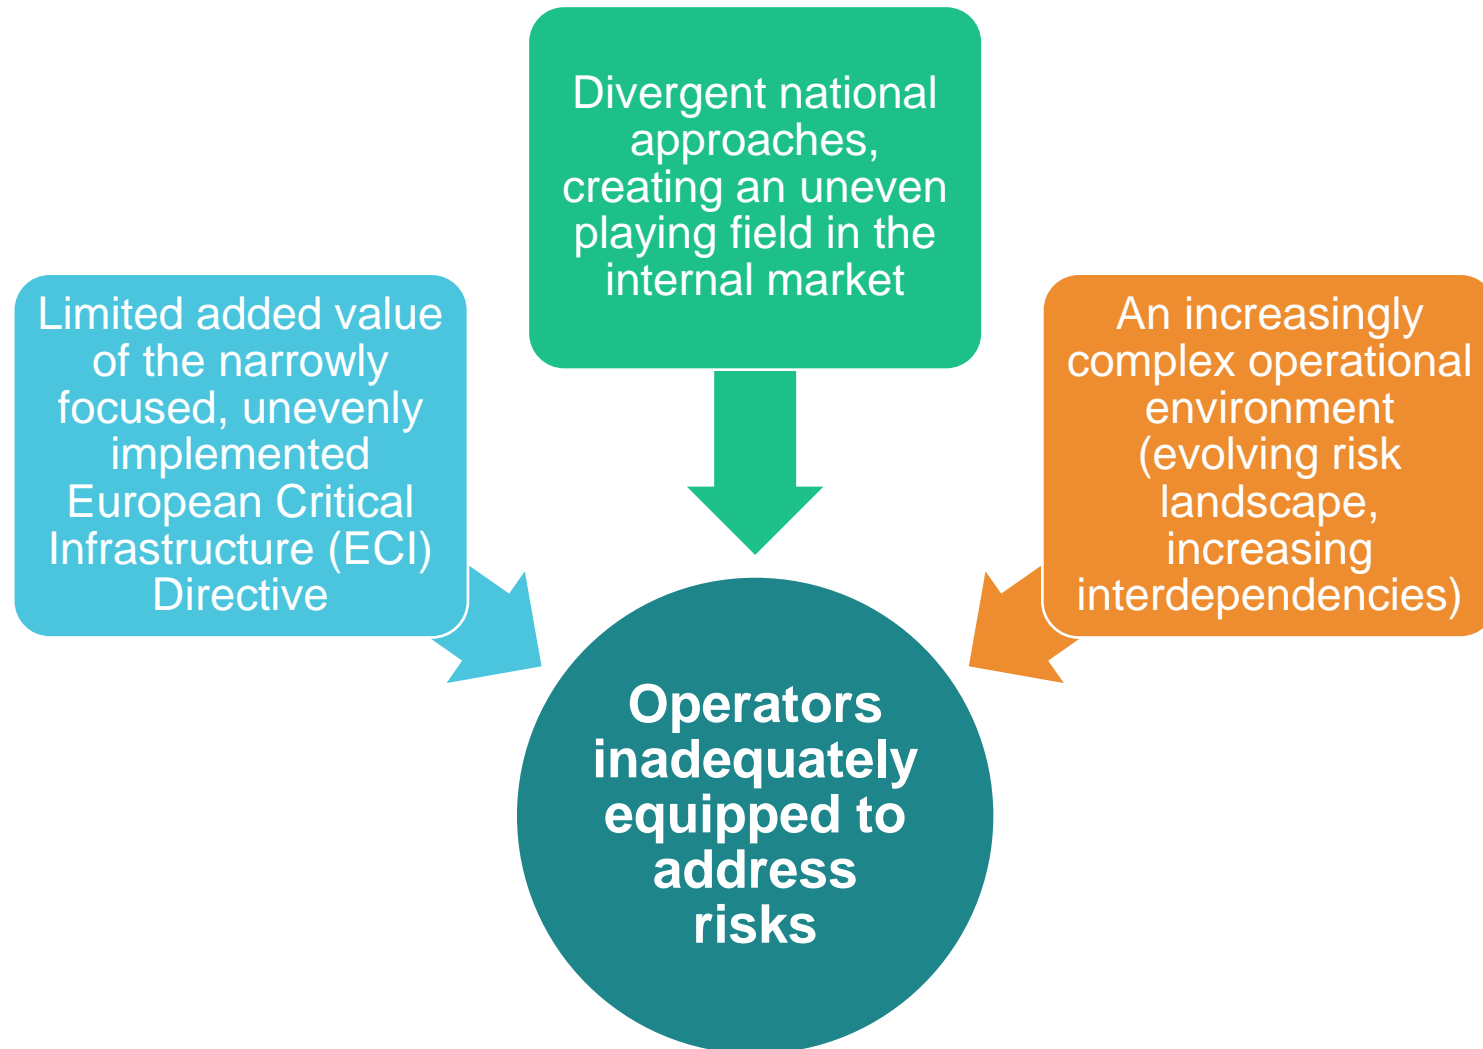 Divergent national
approaches,
creating an uneven
playing field in the
internal market
Limited added value
of the narrowly
focused, unevenly
implemented
European Critical
Infrastructure (ECI)
Directive
An increasingly
complex operational
environment
(evolving risk
landscape,
increasing
interdependencies)
Operators
inadequately
equipped to
address
risks